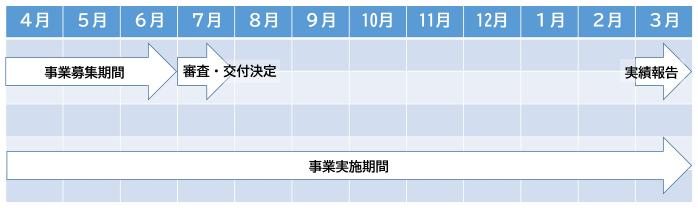 ４月 ５月 ６月 ７月 ８月 ９月 10月 11月 12月 １月 ２月 ３月
事業募集期間 審査・交付決定 実績報告
事業実施期間